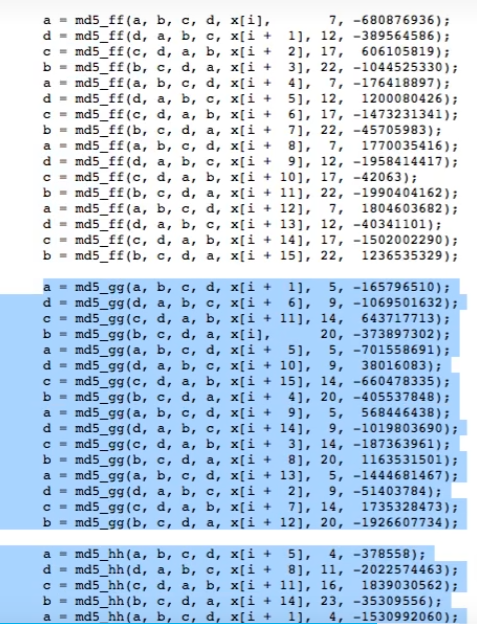 a = md5_ff(a, b, c, d, x[i],       7, -680876936);
d = md5_ff(d, a, b, c, x[i +  1], 12, -389564586);
c = md5_ff(c, d, a, b, x[i +  2], 17,  606105819);
b = md5_ff(b, c, d, a, x[i +  3], 22, -1044525330);
a = md5_ff(a, b, c, d, x[i +  4],  7, -176418897);
d = md5_ff(d, a, b, c, x[i +  5], 12,  1200080426);
c = md5_ff(c, d, a, b, x[i +  6], 17, -1473231341);
b = md5_ff(b, c, d, a, x[i +  7], 22, -45705983);
a = md5_ff(a, b, c, d, x[i +  8],  7,  1770035416);
d = md5_ff(d, a, b, c, x[i +  9], 12, -1958414417);
c = md5_ff(c, d, a, b, x[i + 10], 17, -42063);
b = md5_ff(b, c, d, a, x[i + 11], 22, -1990404162);
a = md5_ff(a, b, c, d, x[i + 12],  7,  1804603682);
d = md5_ff(d, a, b, c, x[i + 13], 12, -40341101);
c = md5_ff(c, d, a, b, x[i + 14], 17, -1502002290);
b = md5_ff(b, c, d, a, x[i + 15], 22,  1236535329);
a = md5_gg(a, b, c, d, x[i +  1],  5, -165796510);
d = md5_gg(d, a, b, c, x[i +  6],  9, -1069501632);
c = md5_gg(c, d, a, b, x[i + 11], 14,  643717713);
b = md5_gg(b, c, d, a, x[i],      20, -373897302);
a = md5_gg(a, b, c, d, x[i +  5],  5, -701558691);
d = md5_gg(d, a, b, c, x[i + 10],  9,  38016083);
c = md5_gg(c, d, a, b, x[i + 15], 14, -660478335);
b = md5_gg(b, c, d, a, x[i +  4], 20, -405537848);
a = md5_gg(a, b, c, d, x[i +  9],  5,  568446438);
d = md5_gg(d, a, b, c, x[i + 14],  9, -1019803690);
c = md5_gg(c, d, a, b, x[i +  3], 14, -187363961);
b = md5_gg(b, c, d, a, x[i +  8], 20,  1163531501);
a = md5_gg(a, b, c, d, x[i + 13],  5, -1444681467);
d = md5_gg(d, a, b, c, x[i +  2],  9, -51403784);
c = md5_gg(c, d, a, b, x[i +  7], 14,  1735328473);
b = md5_gg(b, c, d, a, x[i + 12], 20, -1926607734);
a = md5_hh(a, b, c, d, x[i +  5],  4, -378558);
d = md5_hh(d, a, b, c, x[i +  8], 11, -2022574463);
c = md5_hh(c, d, a, b, x[i + 11], 16,  1839030562);
b = md5_hh(b, c, d, a, x[i + 14], 23, -35309556);
a = md5_hh(a, b, c, d, x[i +  1],  4, -1530992060);